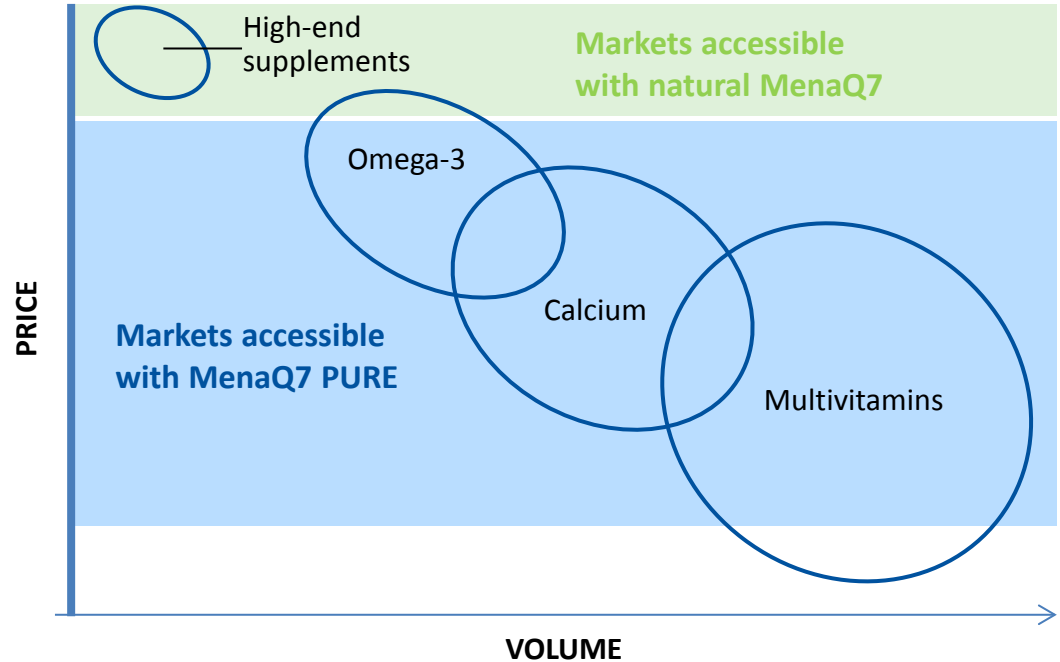 High-end
supplements
Markets accessible
with natural MenaQ7
Omega-3
Calcium
Markets accessible
with MenaQ7 PURE
Multivitamins
PRICE
VOLUME